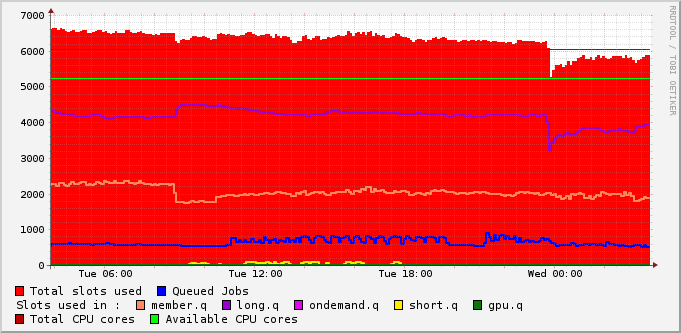 7000
6000
5000
4000
3000
2000
1000
0
Tue 06:00 Tue 12:00 Tue 18:00 Wed 00:00
RRDTOOL / TOBI OETIKER
Total slots used Queued Jobs
Slots used in : member.q long.q ondemand.q short.q gpu.q
Total CPU cores Available CPU cores